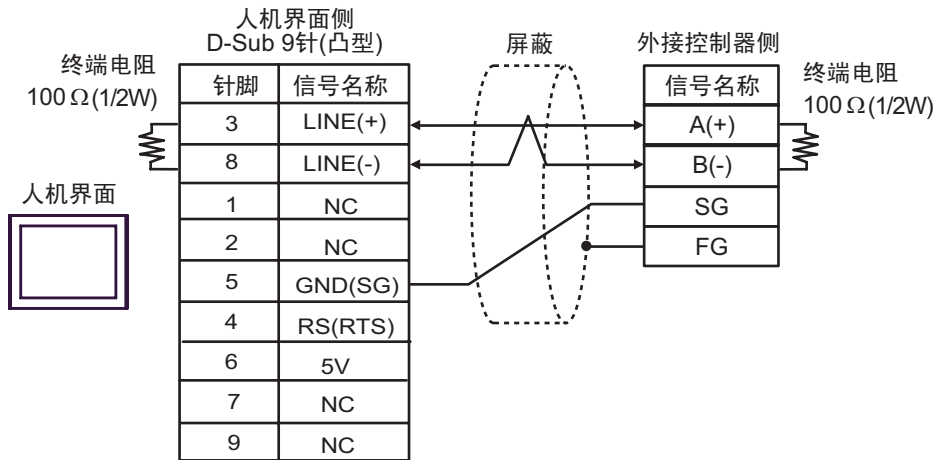 人机界面侧
D-Sub 9针(凸型)
屏蔽
外接控制器侧
终端电阻
100Ω(1/2W)
针脚 信号名称
信号名称
终端电阻
100Ω(1/2W)
3 LINE(+)
A(+)
8 LINE(-)
B(-)
人机界面
1 NC
SG
2 NC
FG
5 GND(SG)
4 RS(RTS)
6 5V
7 NC
9 NC